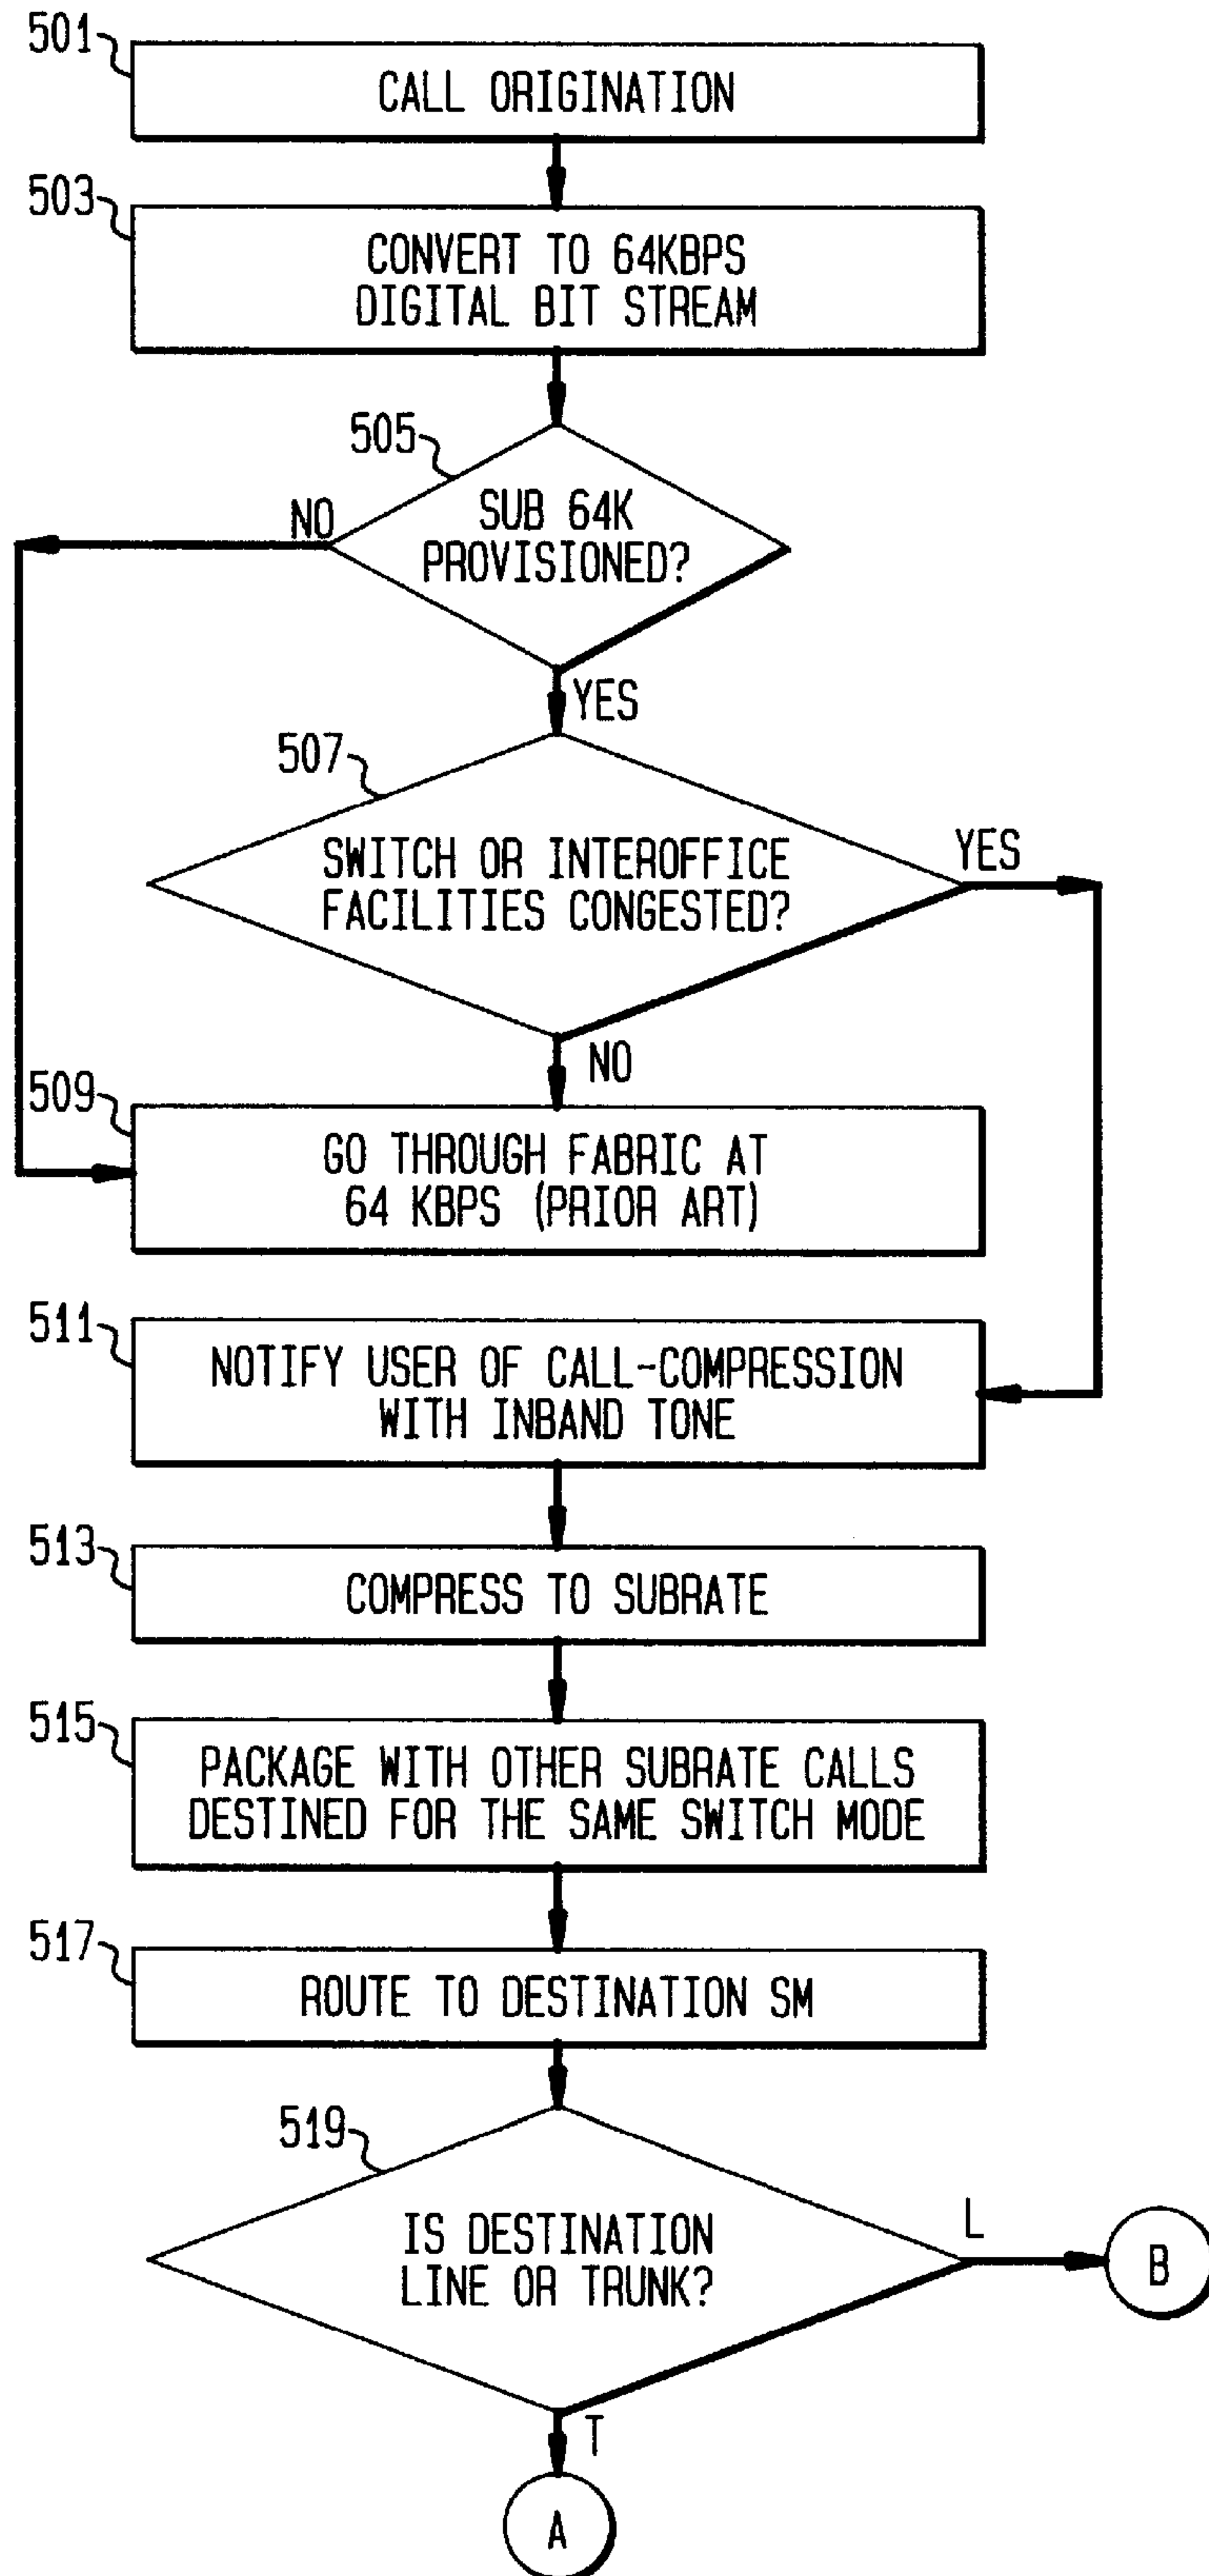 501
CALL ORIGINATION
503
CONVERT TO 64KBPS
DIGITAL BIT STREAM
505
NO
SUB 64K
PROVISIONED?
YES
507
SWITCH OR INTEROFFICE
FACILITIES CONGESTED?
YES
NO
509
GO THROUGH FABRIC AT
64 KBPS (PRIOR ART)
511
NOTIFY USER OF CALL-COMPRESSION
WITH INBAND TONE
513
COMPRESS TO SUBRATE
515
PACKAGE WITH OTHER SUBRATE CALLS
DESTINED FOR THE SAME SWITCH MODE
517
ROUTE TO DESTINATION SM
519
IS DESTINATION
LINE OR TRUNK?
L
B
T
A